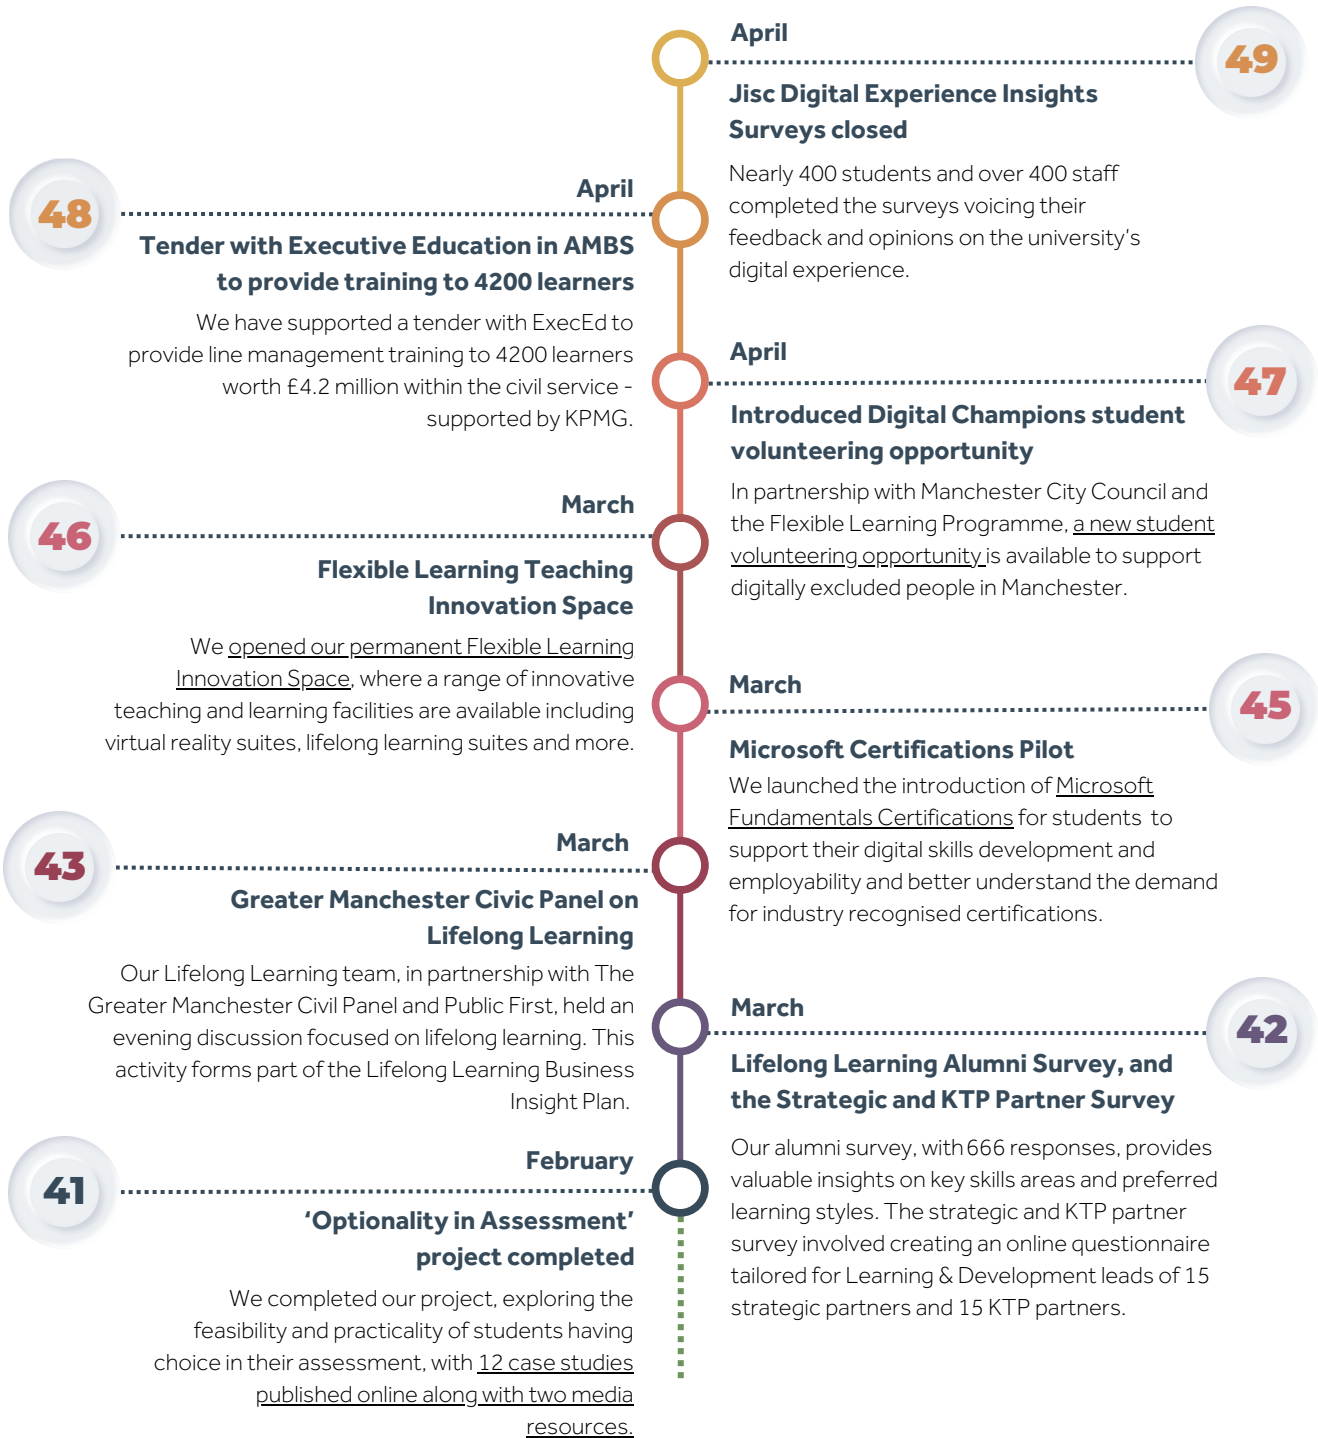 April
49
Jisc Digital Experience Insights
Surveys closed
Nearly 400 students and over 400 staff
completed the surveys voicing their
feedback and opinions on the university's
digital experience.
48
April
Tender with Executive Education in AMBS
to provide training to 4200 learners
We have supported a tender with ExecEd to
provide line management training to 4200 learners
worth £4.2 million within the civil service -
supported by KPMG.
April
47
Introduced Digital Champions student
volunteering opportunity
In partnership with Manchester City Council and
the Flexible Learning Programme, a new student
volunteering opportunity is available to support
digitally excluded people in Manchester.
46
March
Flexible Learning Teaching
Innovation Space
We opened our permanent Flexible Learning
Innovation Space, where a range of innovative
teaching and learning facilities are available including
virtual reality suites, lifelong learning suites and more.
March
45
Microsoft Certifications Pilot
We launched the introduction of Microsoft
Fundamentals Certifications for students to
support their digital skills development and
employability and better understand the demand
for industry recognised certifications.
43
March
Greater Manchester Civic Panel on
Lifelong Learning
Our Lifelong Learning team, in partnership with The
Greater Manchester Civil Panel and Public First, held an
evening discussion focused on lifelong learning. This
activity forms part of the Lifelong Learning Business
Insight Plan.
March
42
Lifelong Learning Alumni Survey, and
the Strategic and KTP Partner Survey
Our alumni survey, with 666 responses, provides
valuable insights on key skills areas and preferred
learning styles. The strategic and KTP partner
survey involved creating an online questionnaire
tailored for Learning & Development leads of 15
strategic partners and 15 KTP partners.
41
February
‘Optionality in Assessment’
project completed
We completed our project, exploring the
feasibility and practicality of students having
choice in their assessment, with 12 case studies
published online along with two media
resources.